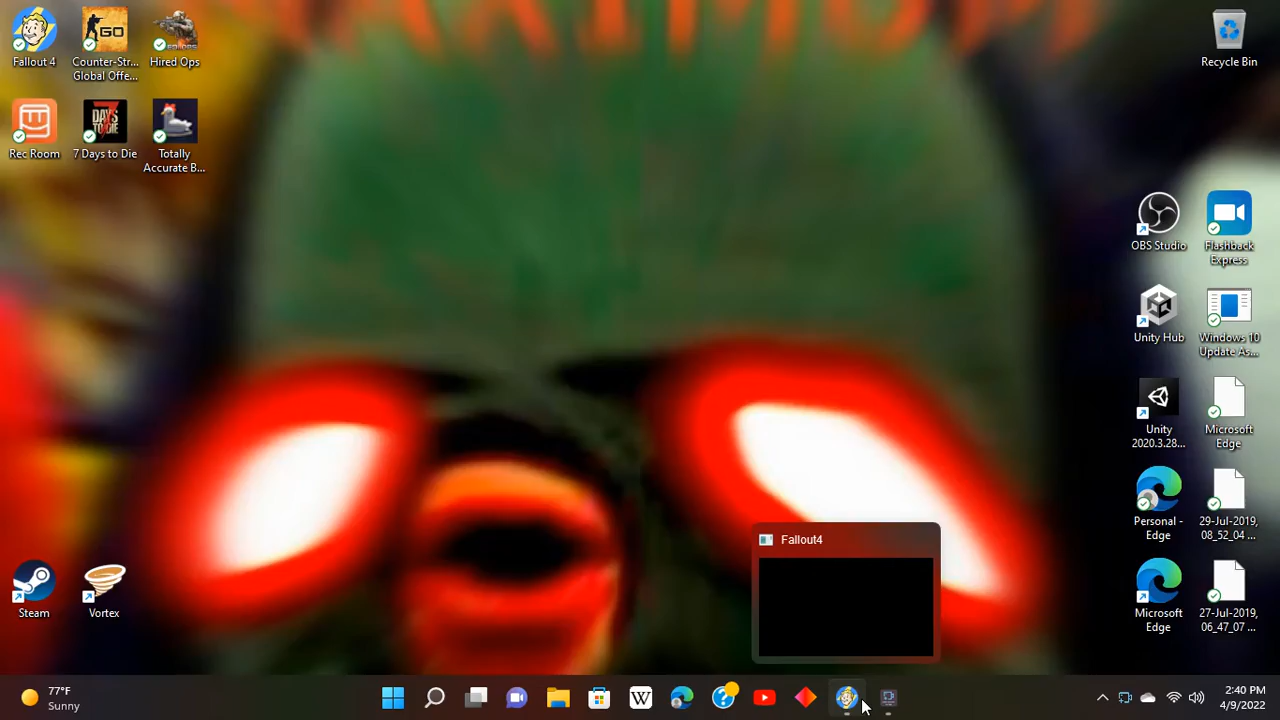 Fallout 4
Counter-Str...
Global Offe...
Hired Ops
Recycle Bin
Rec Room
7 Days to Die
Totally
Accurate B...
OBS Studio
Flashback
Express
Unity Hub
Windows 10
Update As...
Unity
2020.3.28...
Microsoft
Edge
Personal -
Edge
29-Jul-2019,
08_52_04 ...
Microsoft
Edge
27-Jul-2019,
06_47_07 ...
Steam
Vortex
Fallout4
77°F
Sunny
2:40 PM
4/9/2022
GO
DAYS
TO DIE
W